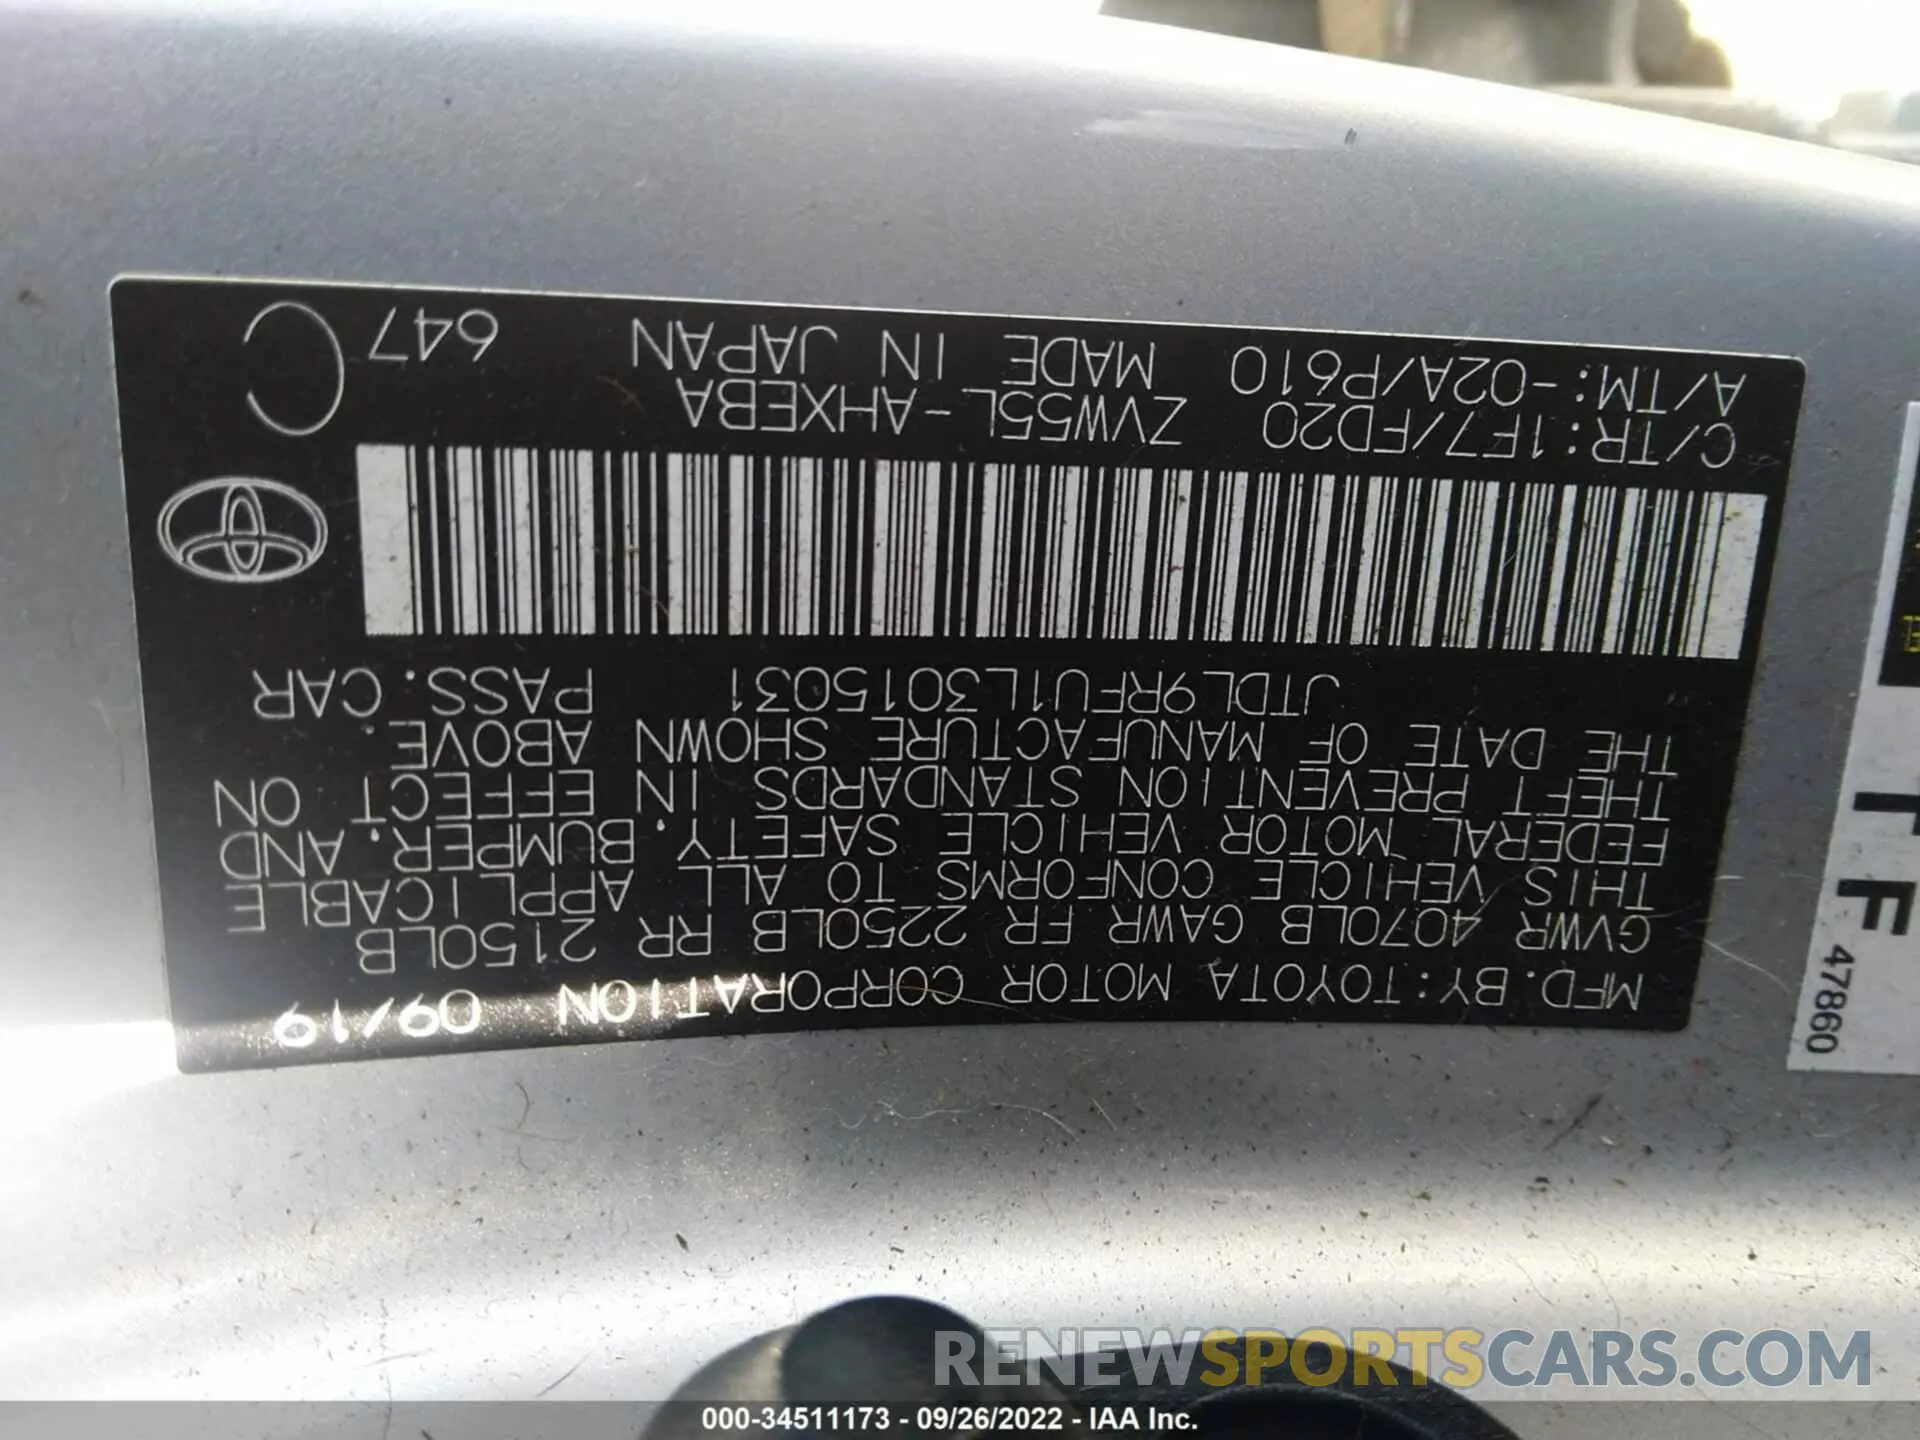 MFD. BY: TOYOTA MOTOR CORPORATION 09/19
GVWR 4070LB GAWR FR 2250LB RR 2150LB
THIS VEHICLE CONFORMS TO ALL APPLICABLE
FEDERAL MOTOR VEHICLE SAFETY, BUMPER, AND
THEFT PREVENTION STANDARDS IN EFFECT ON
THE DATE OF MANUFACTURE SHOWN ABOVE.
JTDL9RFU1L3015031 PASS. CAR
C/TR: 1F7/FD20 ZVW55L-AHXEBA
A/TM: -02A/P610 MADE IN JAPAN 647 C
47860
RENEWSPORTSCARS.COM
000-34511173 - 09/26/2022 - IAA Inc.